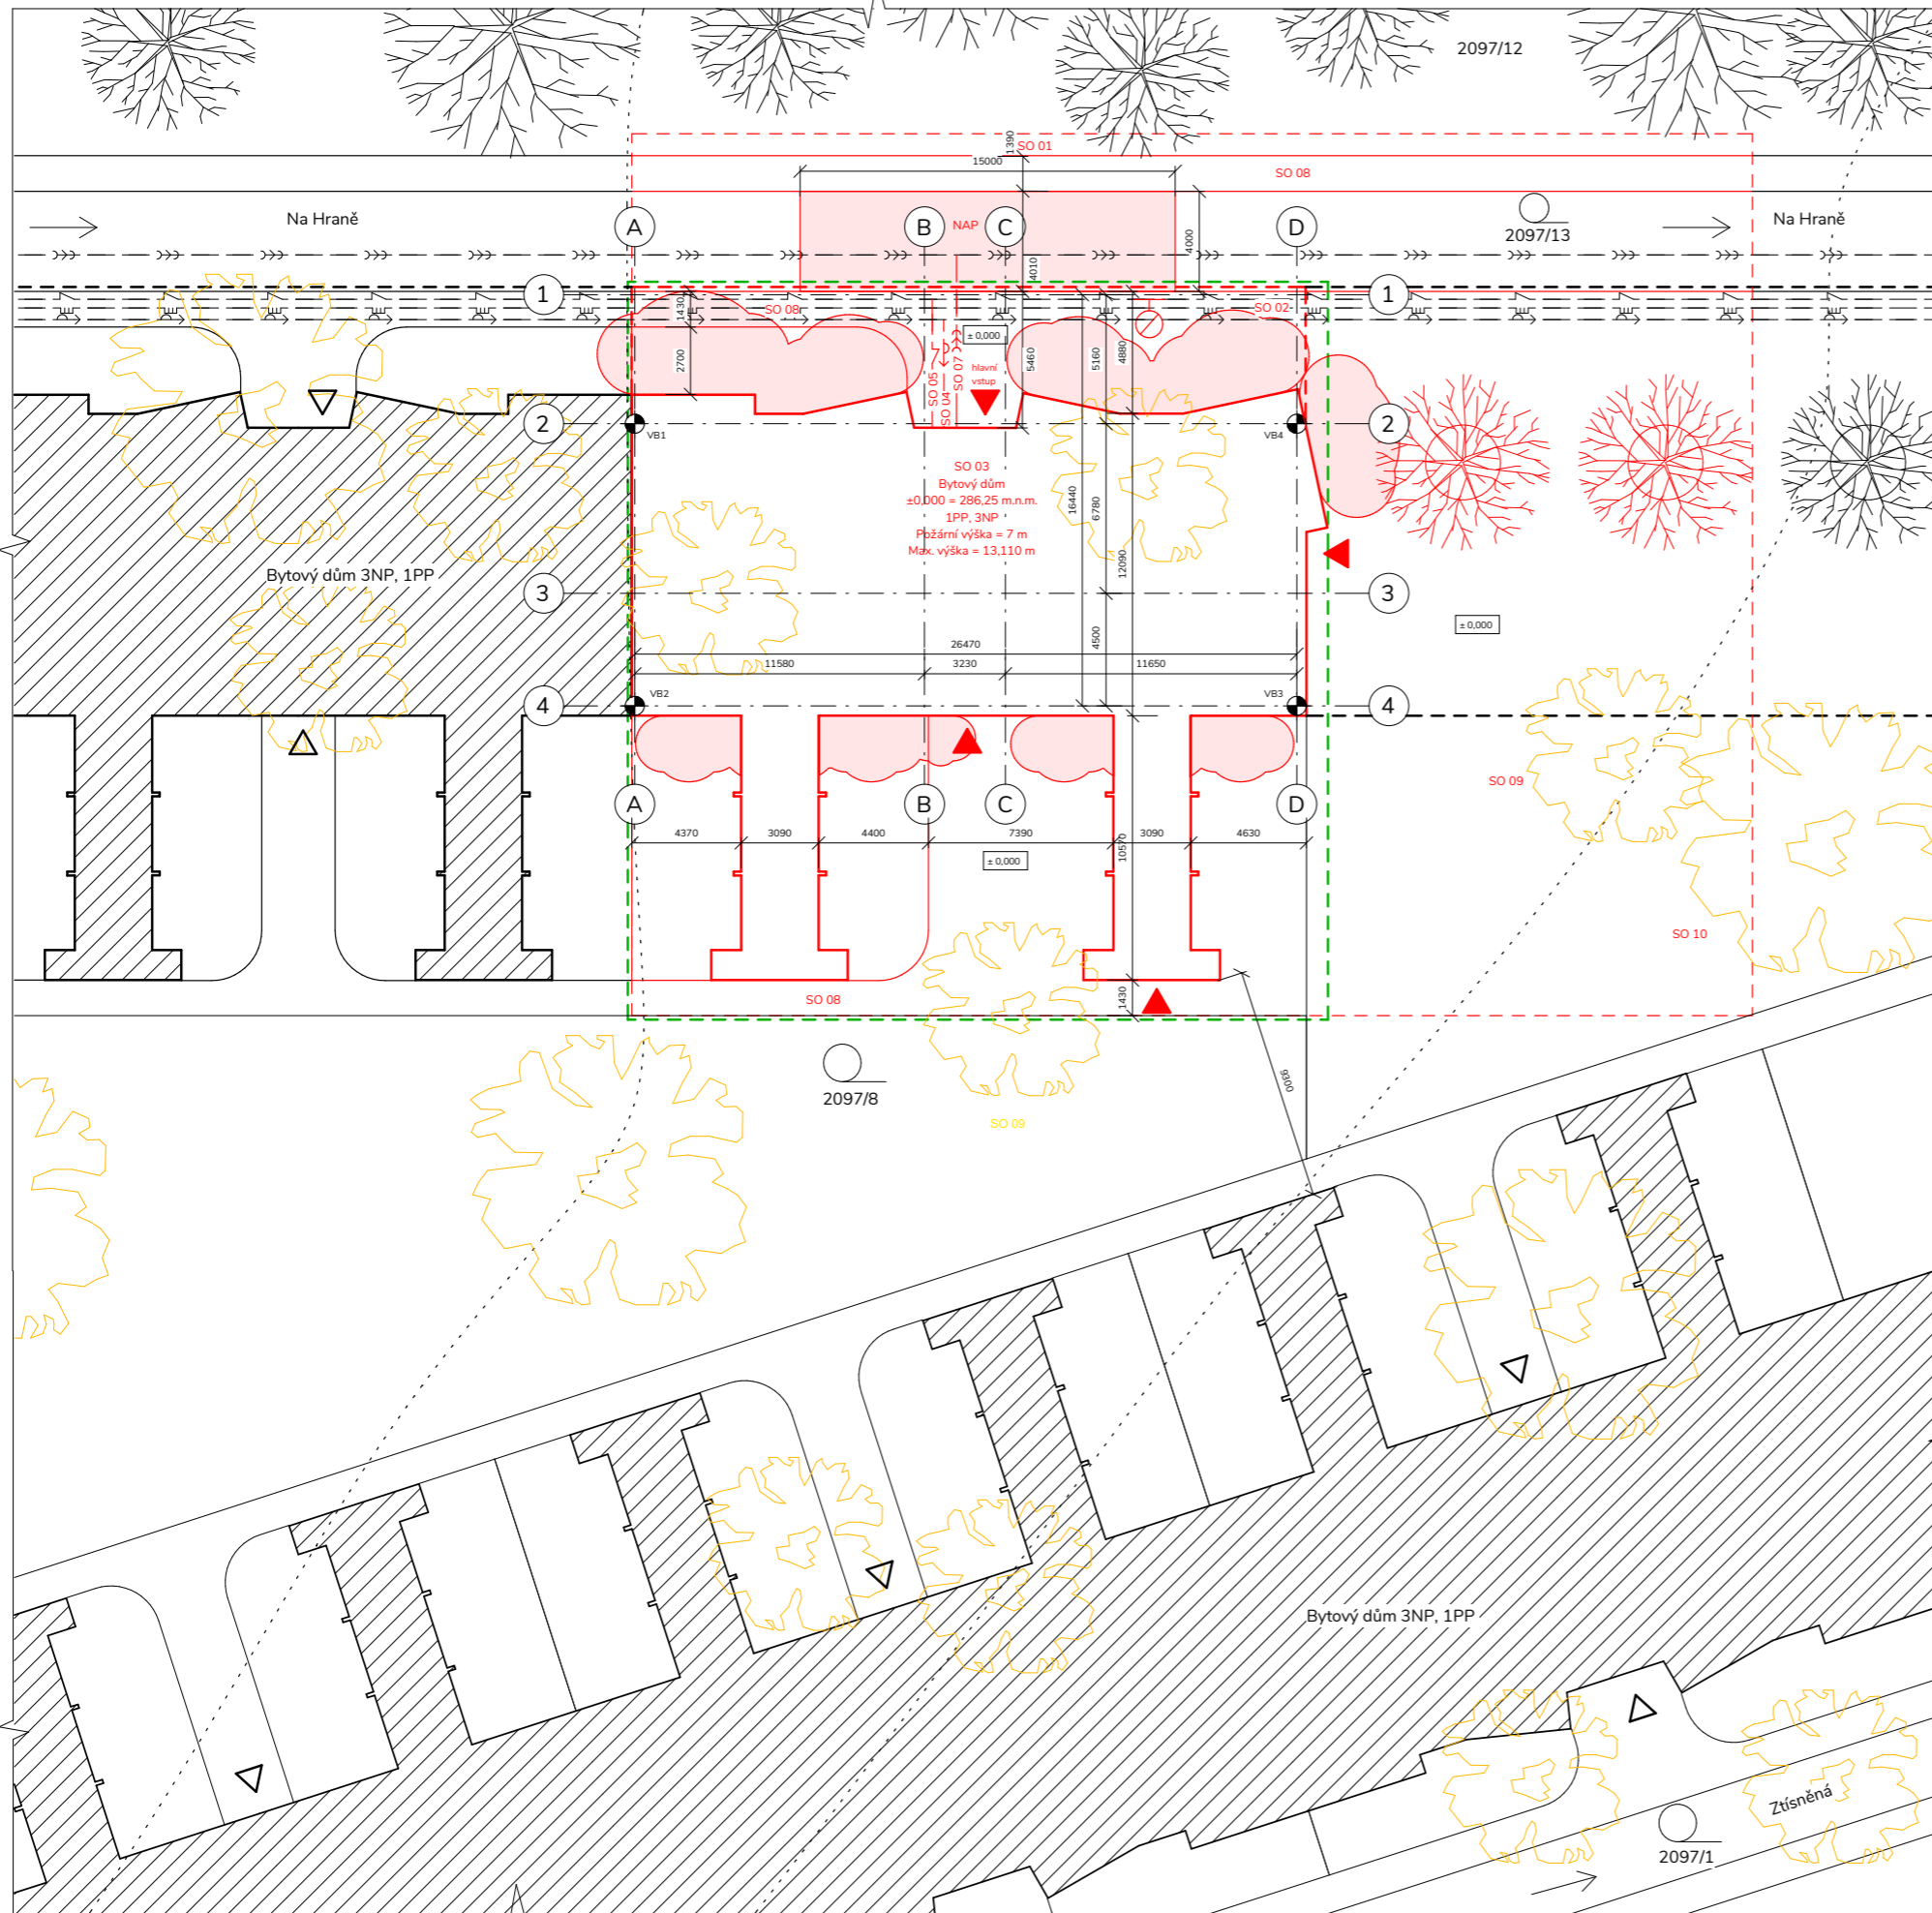 2097/12
1390
SO 01
15000
SO 08
Na Hraně
A
B
NAP
C
D
2097/13
Na Hraně
4000
4010
1
1430
SO 08
SO 02
1
± 0,000
2700
5460
5160
4880
hlavní
vstup
SO 05
SO 04
SO 07
2
VB1
VB4
2
SO 03
Bytový dům
±0,000 = 286,25 m.n.m.
1PP, 3NP
Požární výška = 7 m
Max. výška = 13,110 m
16440
6780
12090
Bytový dům 3NP, 1PP
3
3
± 0,000
4500
26470
11580
3230
11650
VB2
VB3
4
4
SO 09
A
B
C
D
4370
3090
4400
7390
3090
4630
10570
± 0,000
SO 10
SO 08
1430
9300
2097/8
SO 09
Bytový dům 3NP, 1PP
Ztísněná
2097/1